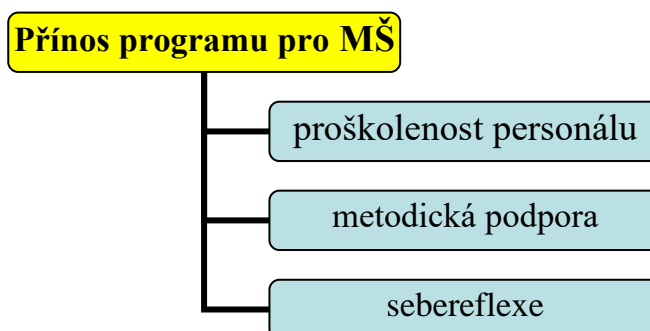 Přínos programu pro MŠ
proškolenost personálu
metodická podpora
sebereflexe